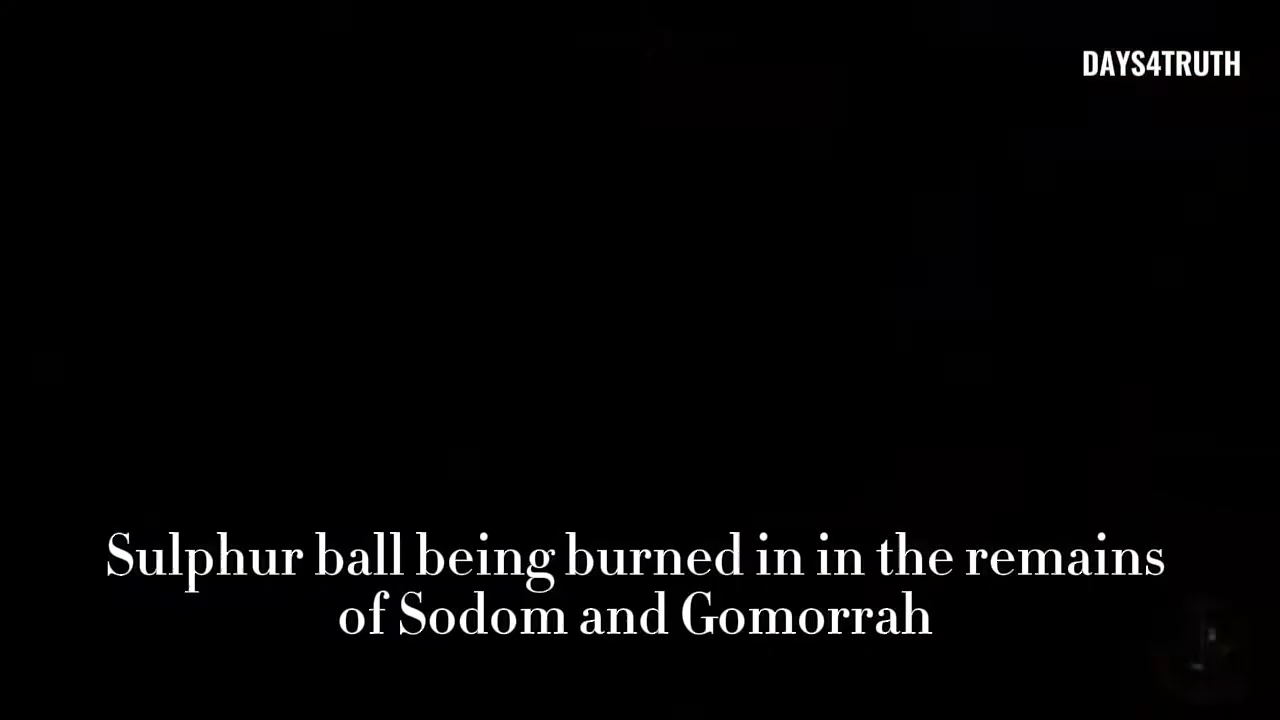 DAYS4TRUTH
Sulphur ball being burned in in the remains
of Sodom and Gomorrah